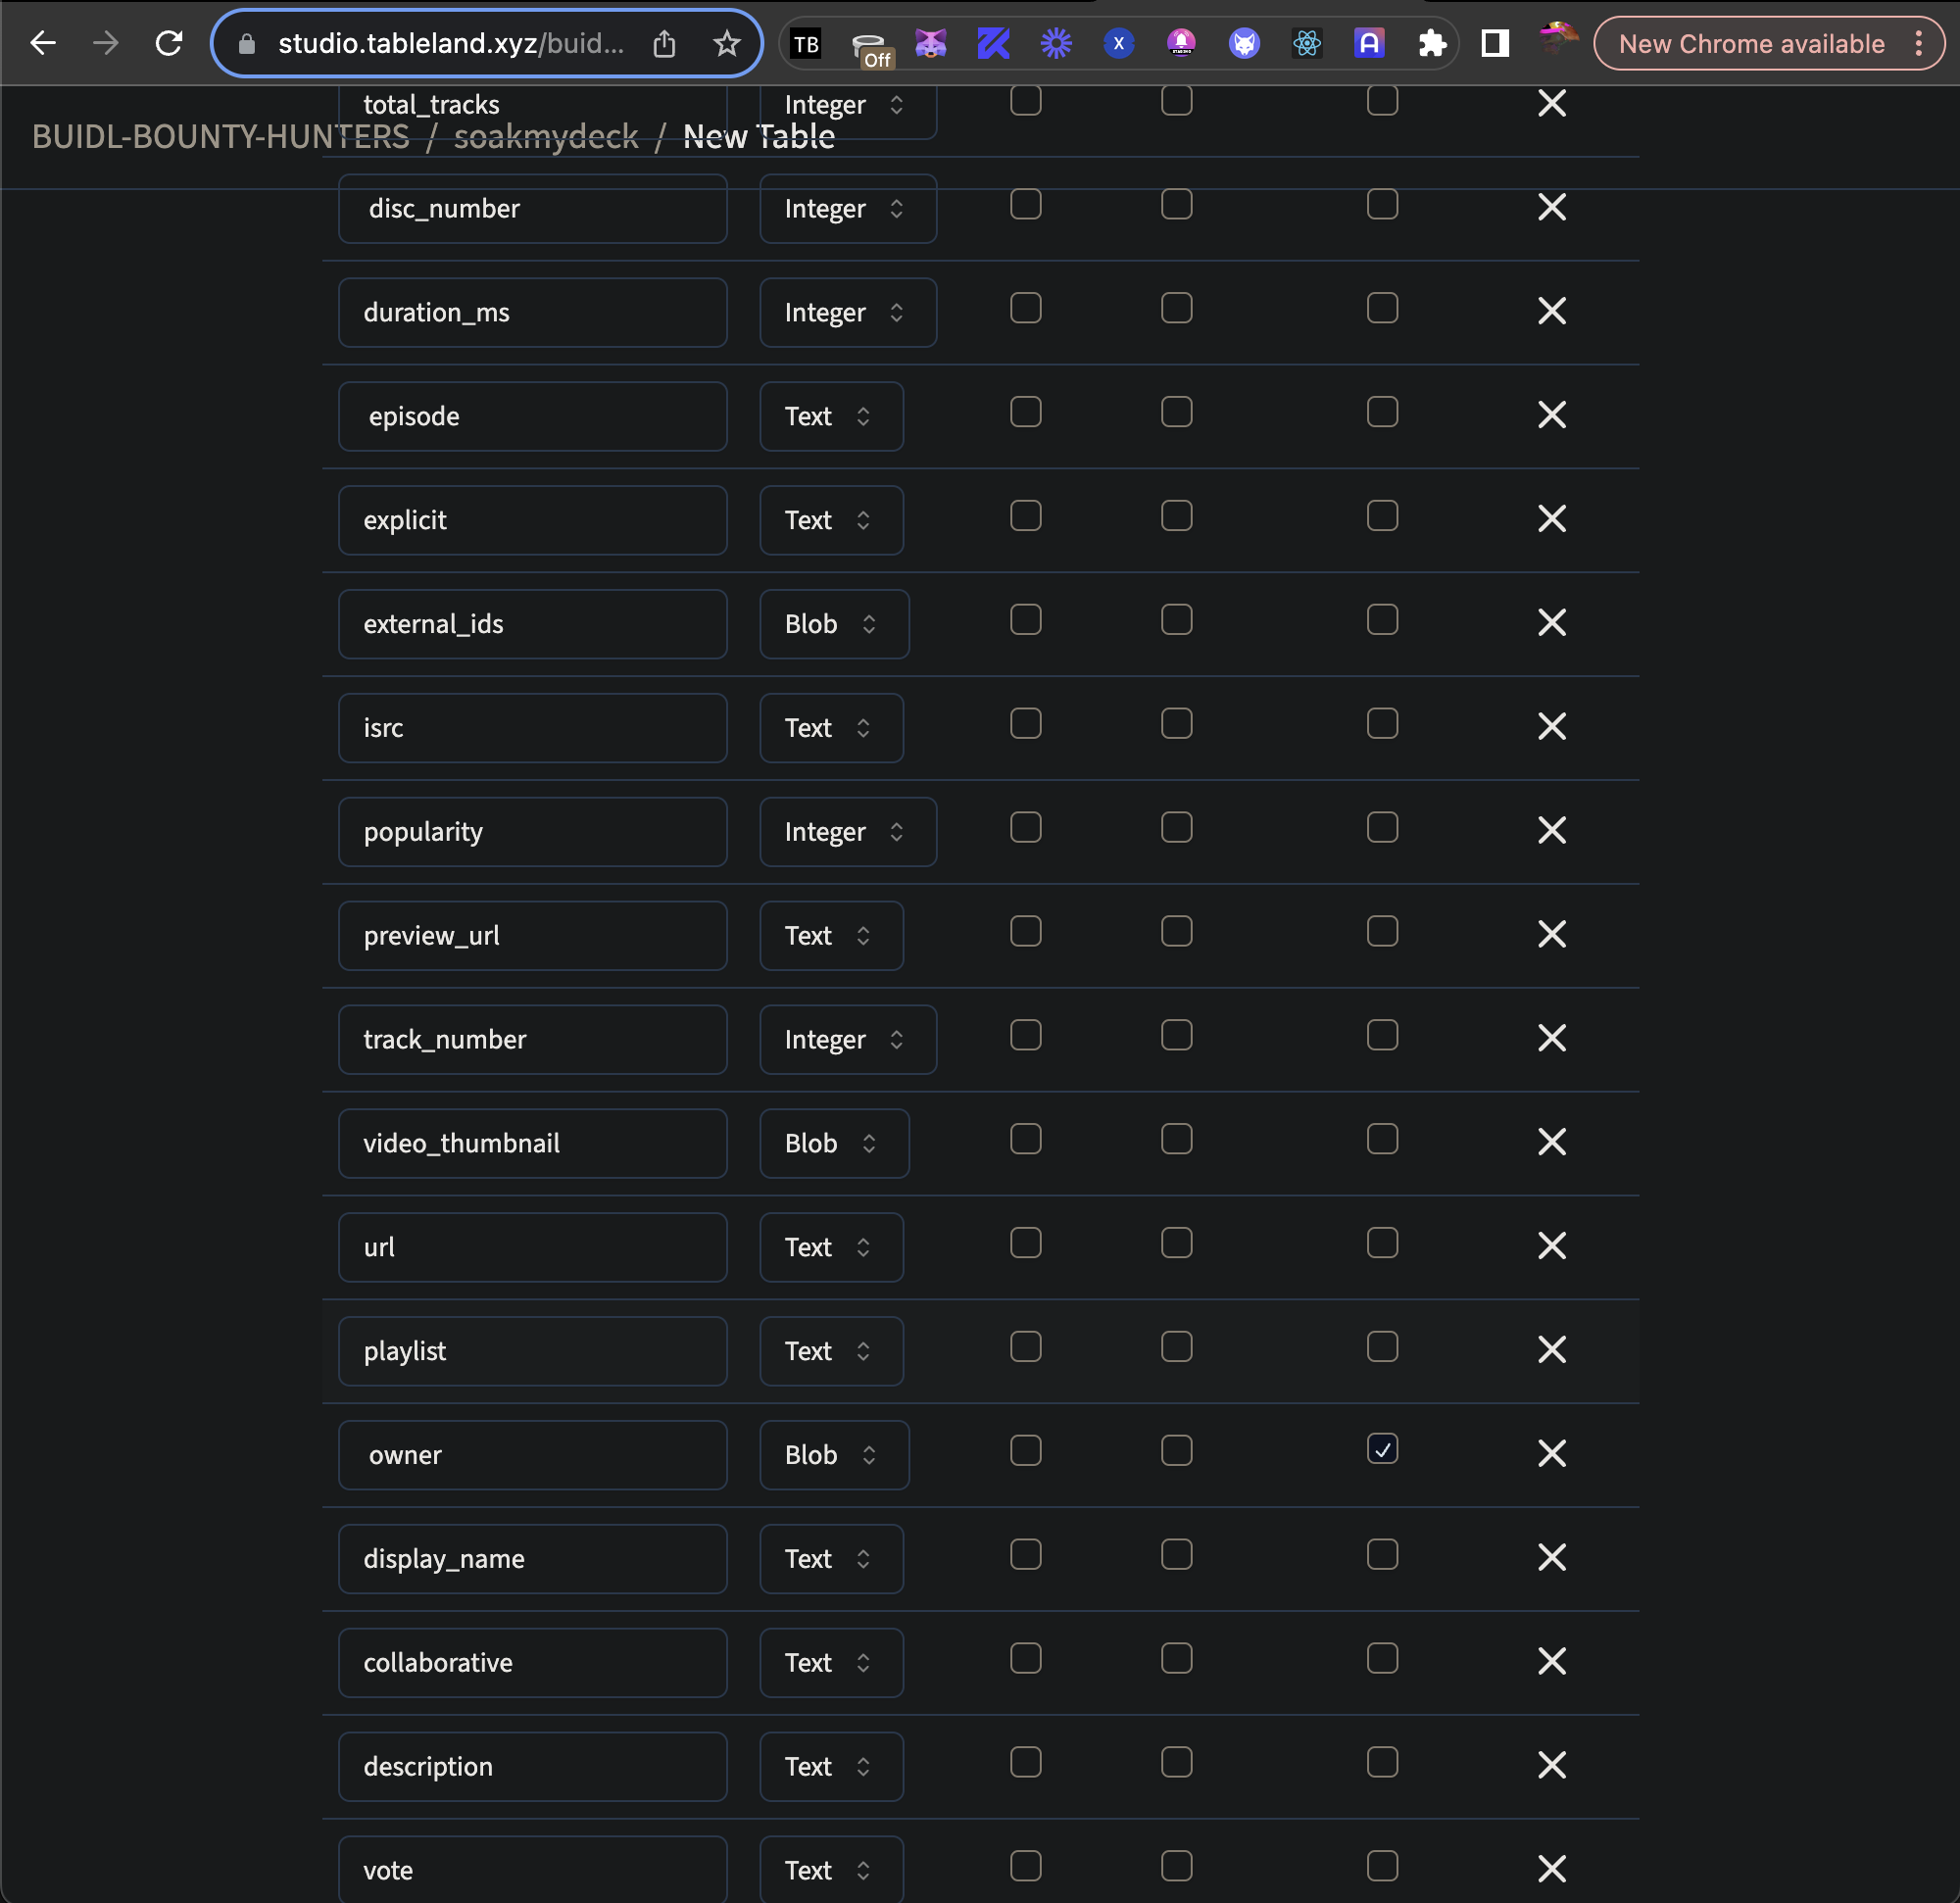 studio.tableland.xyz/buid...
TB
Off
X
A
New Chrome available
total_tracks Integer
BUIDL-BOUNTY-HUNTERS / soakmydeck / New Table
disc_number Integer
duration_ms Integer
episode Text
explicit Text
external_ids Blob
isrc Text
popularity Integer
preview_url Text
track_number Integer
video_thumbnail Blob
url Text
playlist Text
owner Blob
display_name Text
collaborative Text
description Text
vote Text